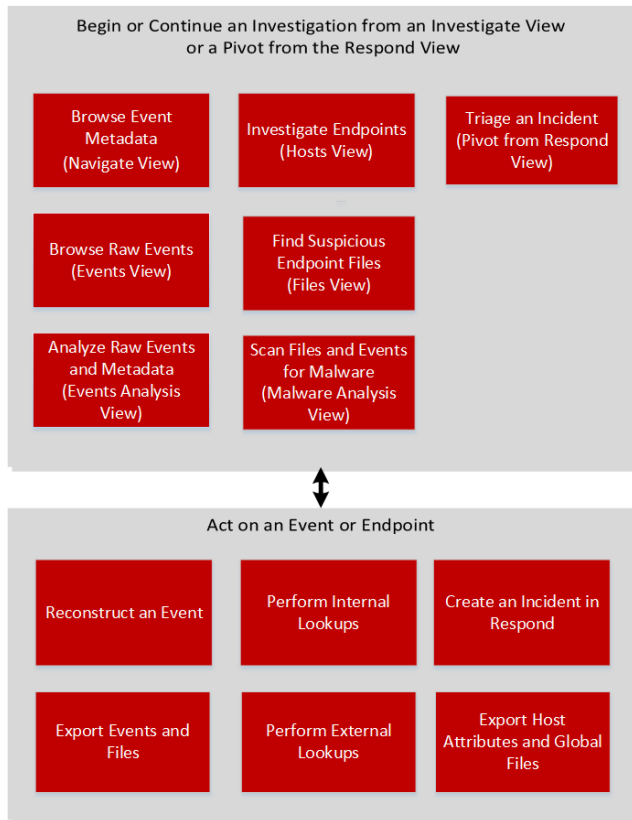 Begin or Continue an Investigation from an Investigate View
or a Pivot from the Respond View
Browse Event
Metadata
(Navigate View)
Investigate Endpoints
(Hosts View)
Triage an Incident
(Pivot from Respond
View)
Browse Raw Events
(Events View)
Find Suspicious
Endpoint Files
(Files View)
Analyze Raw Events
and Metadata
(Events Analysis
View)
Scan Files and Events
for Malware
(Malware Analysis
View)
Act on an Event or Endpoint
Reconstruct an Event
Perform Internal
Lookups
Create an Incident in
Respond
Export Events and
Files
Perform External
Lookups
Export Host
Attributes and Global
Files